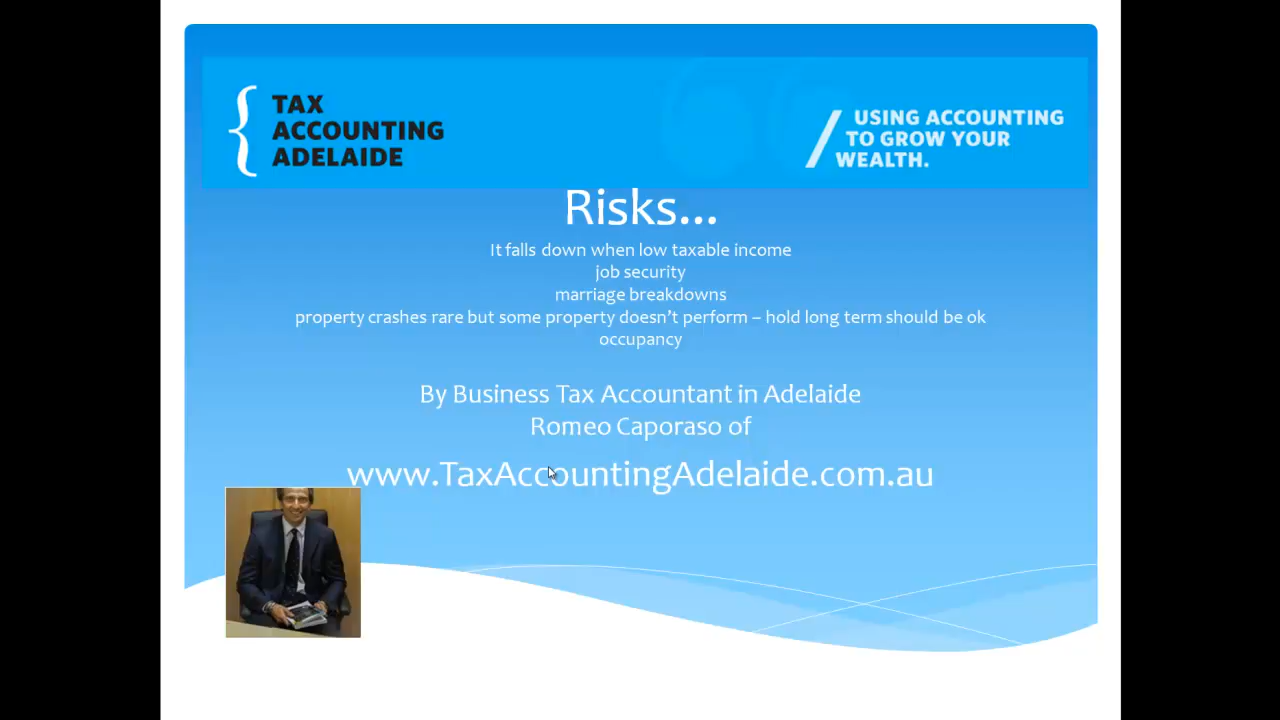 TAX
ACCOUNTING
ADELAIDE
USING ACCOUNTING
TO GROW YOUR
WEALTH.
Risks...
It falls down when low taxable income
job security
marriage breakdowns
property crashes rare but some property doesn’t perform – hold long term should be ok
occupancy
By Business Tax Accountant in Adelaide
Romeo Caporaso of
www.TaxAccountingAdelaide.com.au